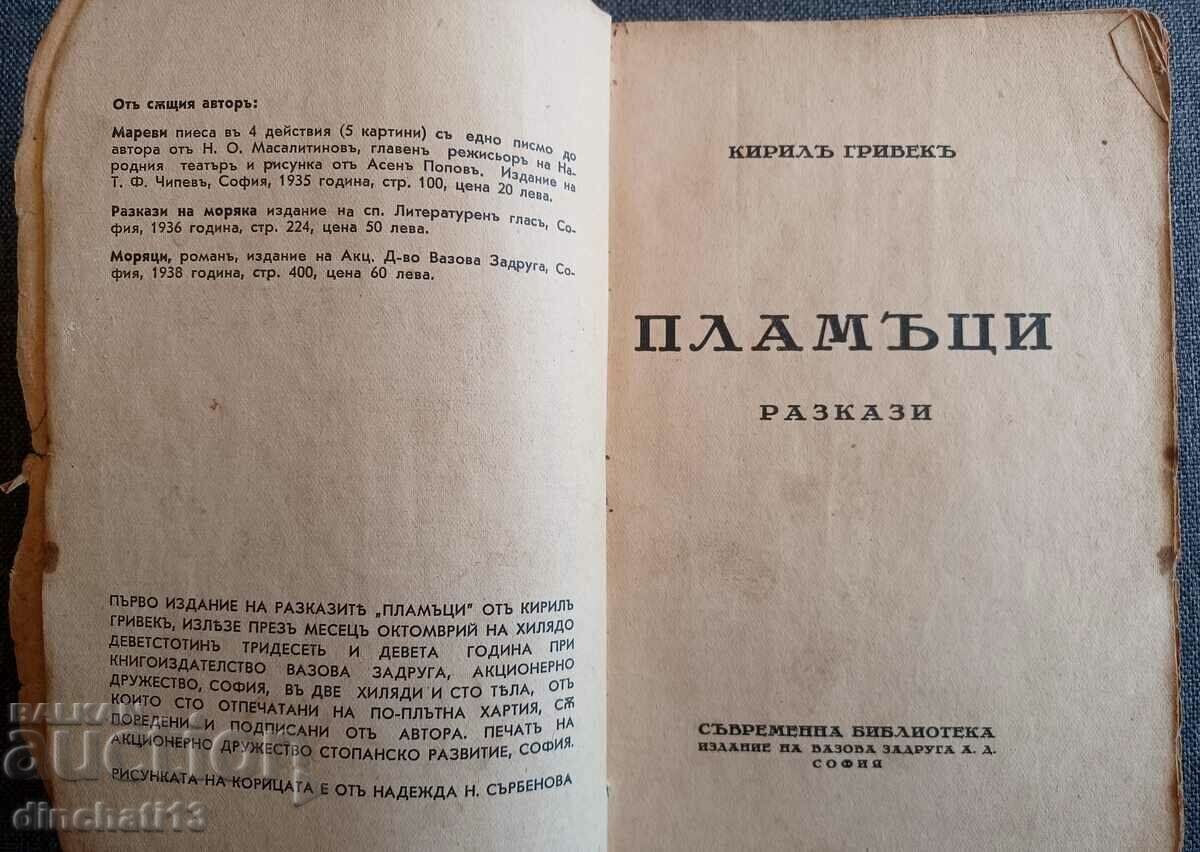 Отъ сѫщия авторъ:
Мареви пиеса въ 4 действия (5 картини) съ едно писмо до
автора отъ Н. О. Масалитиновъ, главенъ режисьоръ на На-
родния театъръ и рисунка отъ Асенъ Поповъ. Издание на
Т. Ф. Чипевъ, София, 1935 година, стр. 100, цена 20 лева.
Разкази на моряка издание на сп. Литературенъ гласъ, Со-
фия, 1936 година, стр. 224, цена 50 лева.
Моряци, романъ, издание на Акц. Д-во Вазова Задруга, Со-
фия, 1938 година, стр. 400, цена 60 лева.
ПЪРВО ИЗДАНИЕ НА РАЗКАЗИТѢ „ПЛАМЪЦИ" ОТЪ КИРИЛЪ
ГРИВЕКЪ, ИЗЛѢЗЕ ПРЕЗЪ МЕСЕЦЪ ОКТОМВРИЙ НА ХИЛЯДО
ДЕВЕТСТОТИНЪ ТРИДЕСЕТЬ И ДЕВЕТА ГОДИНА ПРИ
КНИГОИЗДАТЕЛСТВО ВАЗОВА ЗАДРУГА, АКЦИОНЕРНО
ДРУЖЕСТВО, СОФИЯ, ВЪ ДВЕ ХИЛЯДИ И СТО ТѢЛА, ОТЪ
КОИТО СТО ОТПЕЧАТАНИ НА ПО-ПЛЪТНА ХАРТИЯ, СѪ
ПОРЕДЕНИ И ПОДПИСАНИ ОТЪ АВТОРА. ПЕЧАТЪ НА
АКЦИОНЕРНО ДРУЖЕСТВО СТОПАНСКО РАЗВИТИЕ, СОФИЯ.
РИСУНКАТА НА КОРИЦАТА Е ОТЪ НАДЕЖДА Н. СЪРБЕНОВА
КИРИЛЪ ГРИВЕКЪ
ПЛАМЪЦИ
РАЗКАЗИ
СЪВРЕМЕННА БИБЛИОТЕКА
ИЗДАНИЕ НА ВАЗОВА ЗАДРУГА А. Д.
СОФИЯ
BALKAN
auction
dinchati13